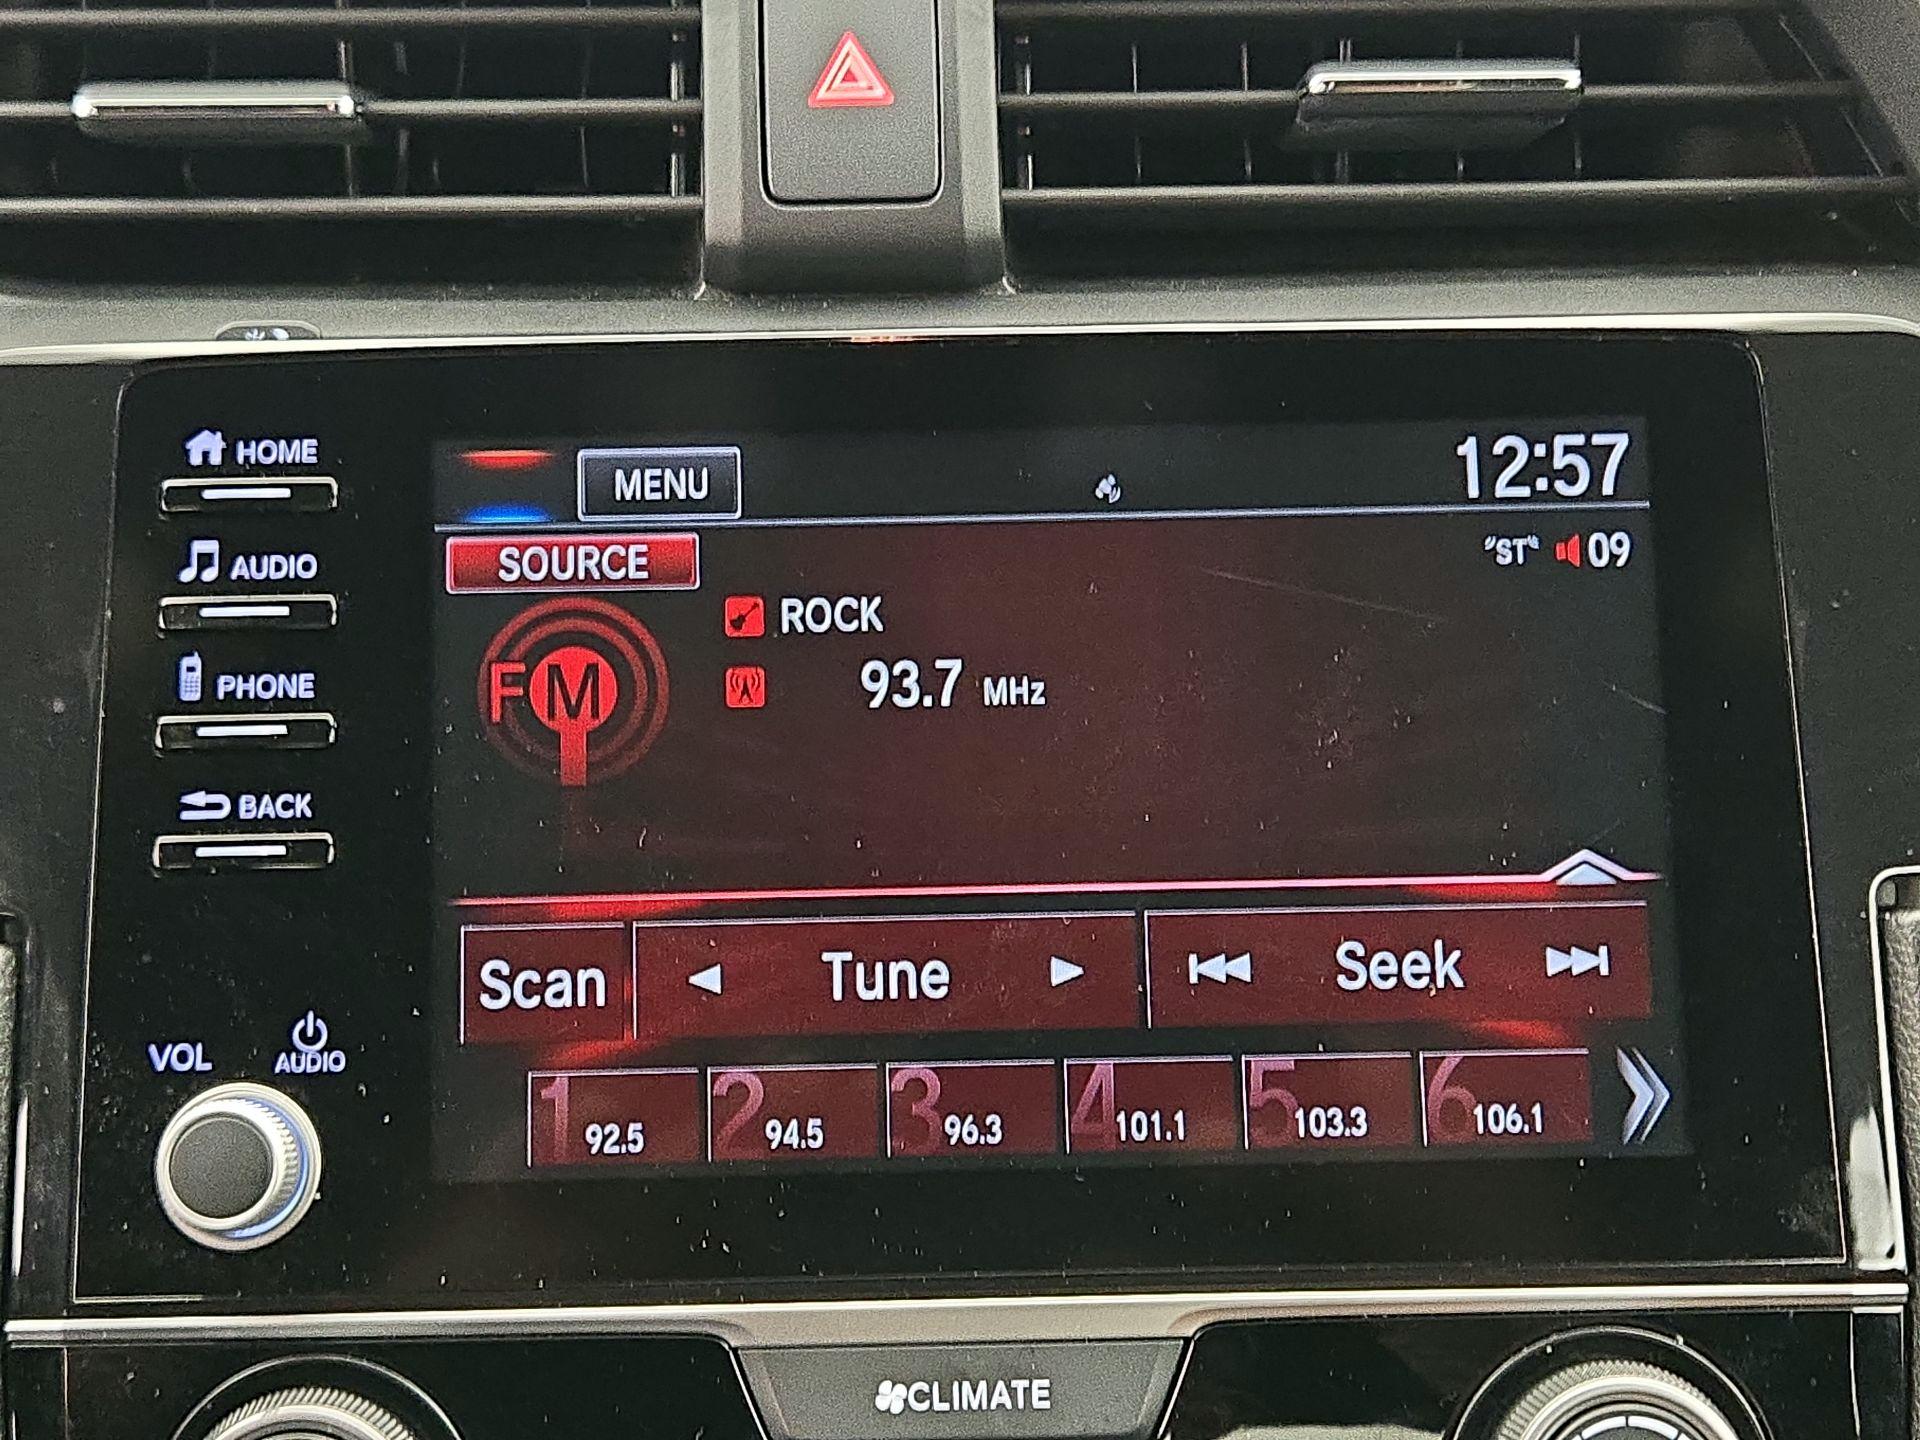 HOME
AUDIO
PHONE
BACK
VOL
AUDIO
MENU
12:57
SOURCE
ST 09
FM
ROCK
93.7 MHz
Scan
Tune
Seek
1 92.5
2 94.5
3 96.3
4 101.1
5 103.3
6 106.1
CLIMATE